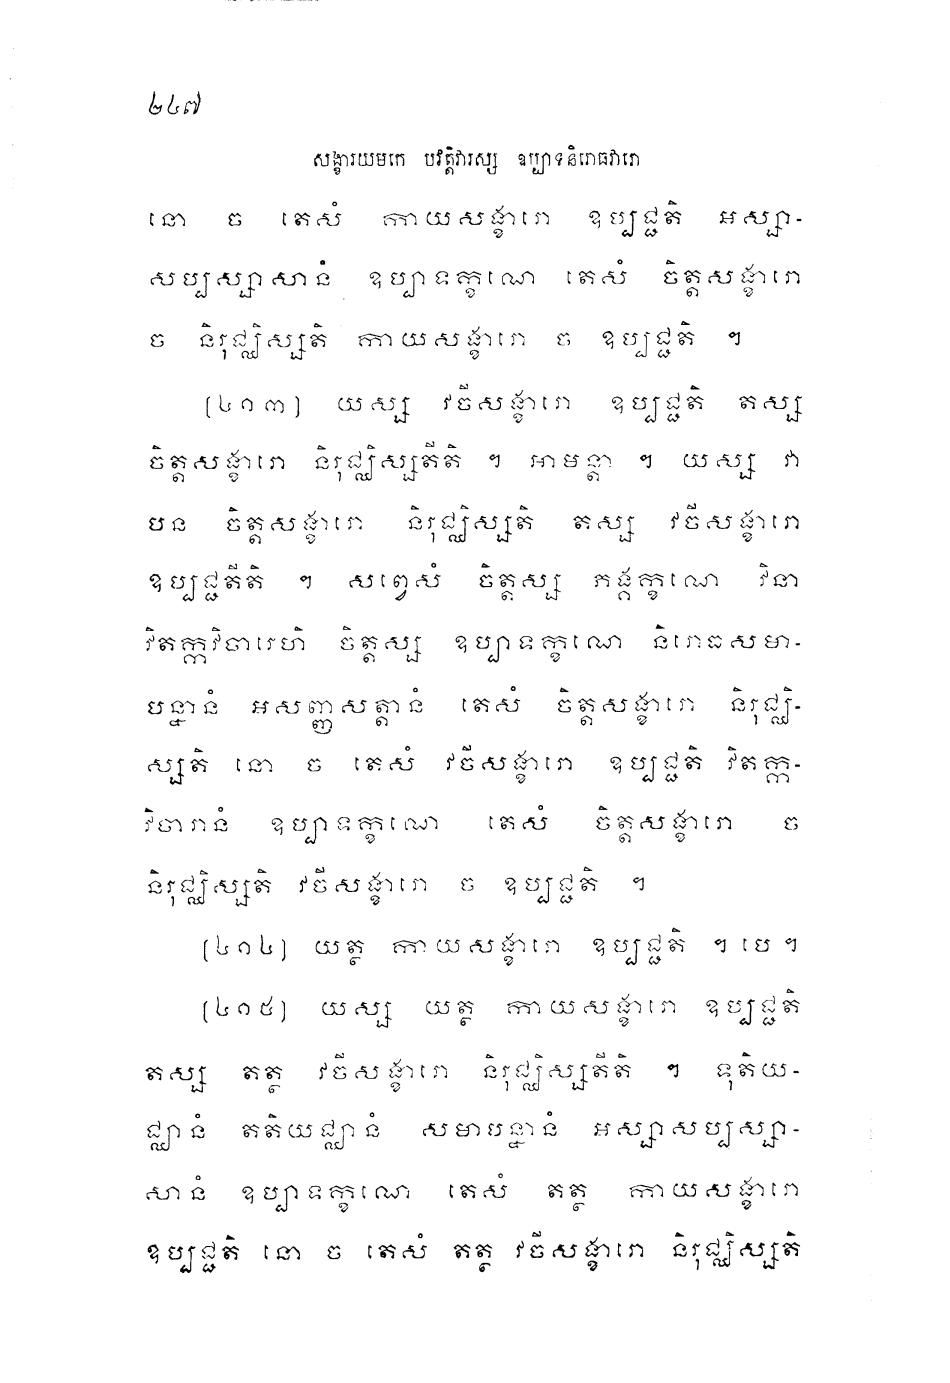 ២៤៧
សង្ខារយមកេ បវត្តិវារស្ស ឧប្បាទនិរោធវារោ
នោ ច តេសំ កាយសង្ខារោ ឧប្បជ្ជតិ អស្សា-
សប្បស្សាសានំ ឧប្បាទក្ខណេ តេសំ ចិត្តសង្ខារោ
ច និរុជ្ឈិស្សតិ កាយសង្ខារោ ច ឧប្បជ្ជតិ ។
[៤១៣] យស្ស វចីសង្ខារោ ឧប្បជ្ជតិ តស្ស
ចិត្តសង្ខារោ និរុជ្ឈិស្សតីតិ ។ អាមន្តា ។ យស្ស វា
បន ចិត្តសង្ខារោ និរុជ្ឈិស្សតិ តស្ស វចីសង្ខារោ
ឧប្បជ្ជតីតិ ។ សព្វេសំ ចិត្តស្ស ភង្គក្ខណេ វិនា
វិតក្កវិចារេហិ ចិត្តស្ស ឧប្បាទក្ខណេ និរោធសមា-
បន្នានំ អសញ្ញសត្តានំ តេសំ ចិត្តសង្ខារោ និរុជ្ឈិ-
ស្សតិ នោ ច តេសំ វចីសង្ខារោ ឧប្បជ្ជតិ វិតក្ក-
វិចារានំ ឧប្បាទក្ខណេ តេសំ ចិត្តសង្ខារោ ច
និរុជ្ឈិស្សតិ វចីសង្ខារោ ច ឧប្បជ្ជតិ ។
[៤១៤] យត្ថ កាយសង្ខារោ ឧប្បជ្ជតិ ។ បេ ។
[៤១៥] យស្ស យត្ថ កាយសង្ខារោ ឧប្បជ្ជតិ
តស្ស តត្ថ វចីសង្ខារោ និរុជ្ឈិស្សតីតិ ។ ទុតិយ-
ជ្ឈានំ តតិយជ្ឈានំ សមាបន្នានំ អស្សាសប្បស្សា-
សានំ ឧប្បាទក្ខណេ តេសំ តត្ថ កាយសង្ខារោ
ឧប្បជ្ជតិ នោ ច តេសំ តត្ថ វចីសង្ខារោ និរុជ្ឈិស្សតិ